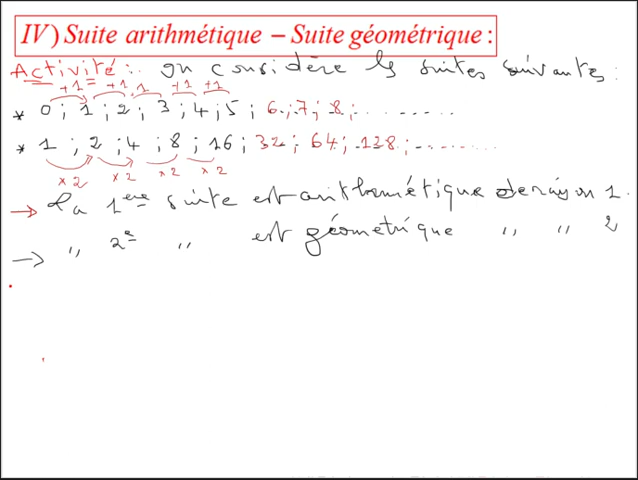 IV) Suite arithmétique – Suite géométrique :
Activité : on considère les suites suivantes :
+1 +1 +1 +1 +1
* 0 ; 1 ; 2 ; 3 ; 4 ; 5 ; 6 ; 7 ; 8 ; .........
* 1 ; 2 ; 4 ; 8 ; 16 ; 32 ; 64 ; 128 ; .........
×2 ×2 ×2 ×2
→ La 1ère suite est arithmétique de raison 1.
→ " 2e " est géométrique " " 2